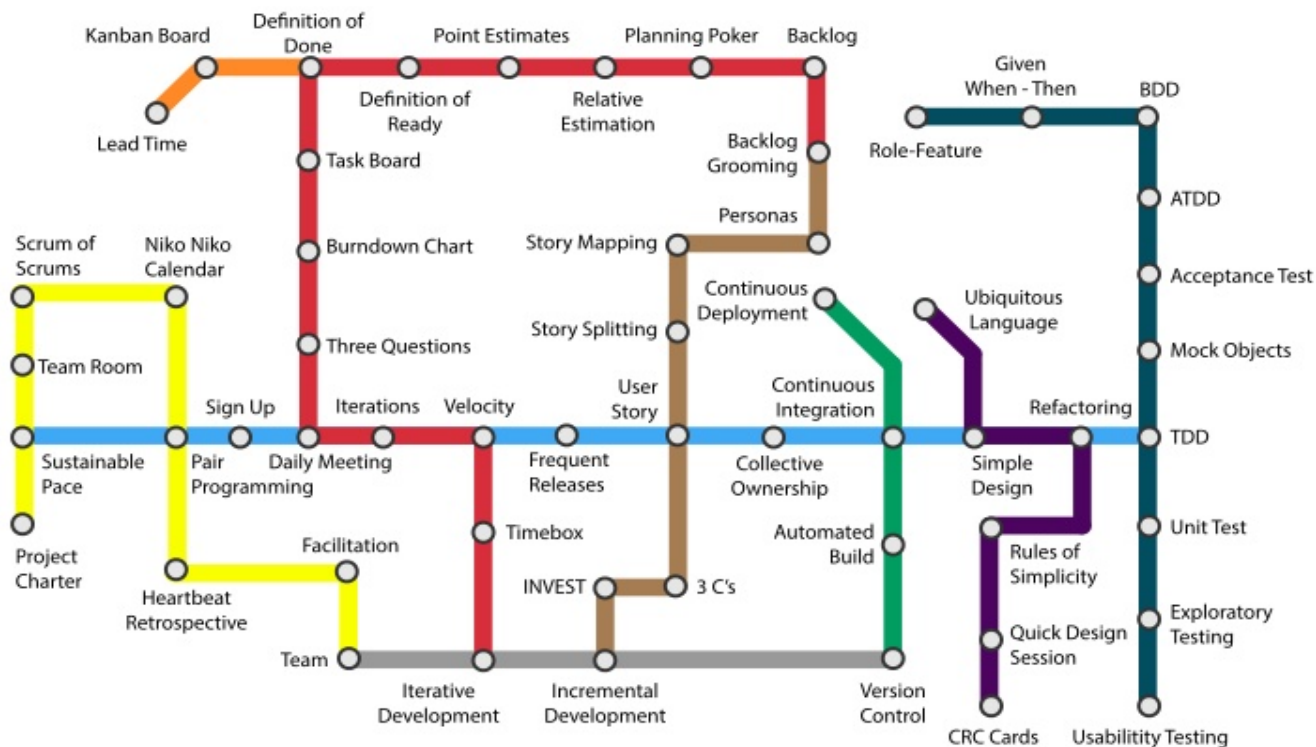 Definition of
Done
Kanban Board
Point Estimates
Planning Poker
Backlog
Given
When - Then
BDD
Lead Time
Definition of
Ready
Relative
Estimation
Backlog
Grooming
Role-Feature
Task Board
ATDD
Scrum of
Scrums
Niko Niko
Calendar
Burndown Chart
Story Mapping
Personas
Acceptance Test
Continuous
Deployment
Ubiquitous
Language
Team Room
Three Questions
Story Splitting
Mock Objects
Sign Up
Iterations
Velocity
User
Story
Continuous
Integration
Refactoring
Sustainable
Pace
Pair
Programming
Daily Meeting
Frequent
Releases
Collective
Ownership
Simple
Design
TDD
Project
Charter
Facilitation
Timebox
Automated
Build
Rules of
Simplicity
Unit Test
Heartbeat
Retrospective
INVEST
3 C's
Exploratory
Testing
Quick Design
Session
Team
Iterative
Development
Incremental
Development
Version
Control
CRC Cards
Usabilitity Testing